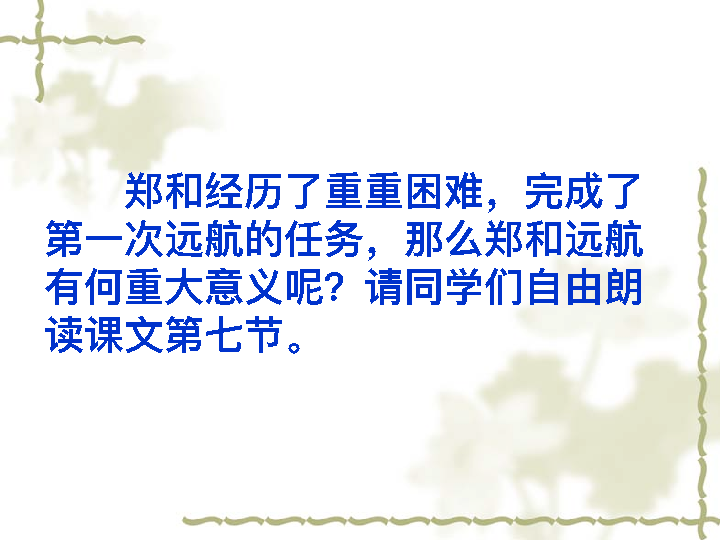 郑和经历了重重困难，完成了
第一次远航的任务，那么郑和远航
有何重大意义呢？请同学们自由朗
读课文第七节。